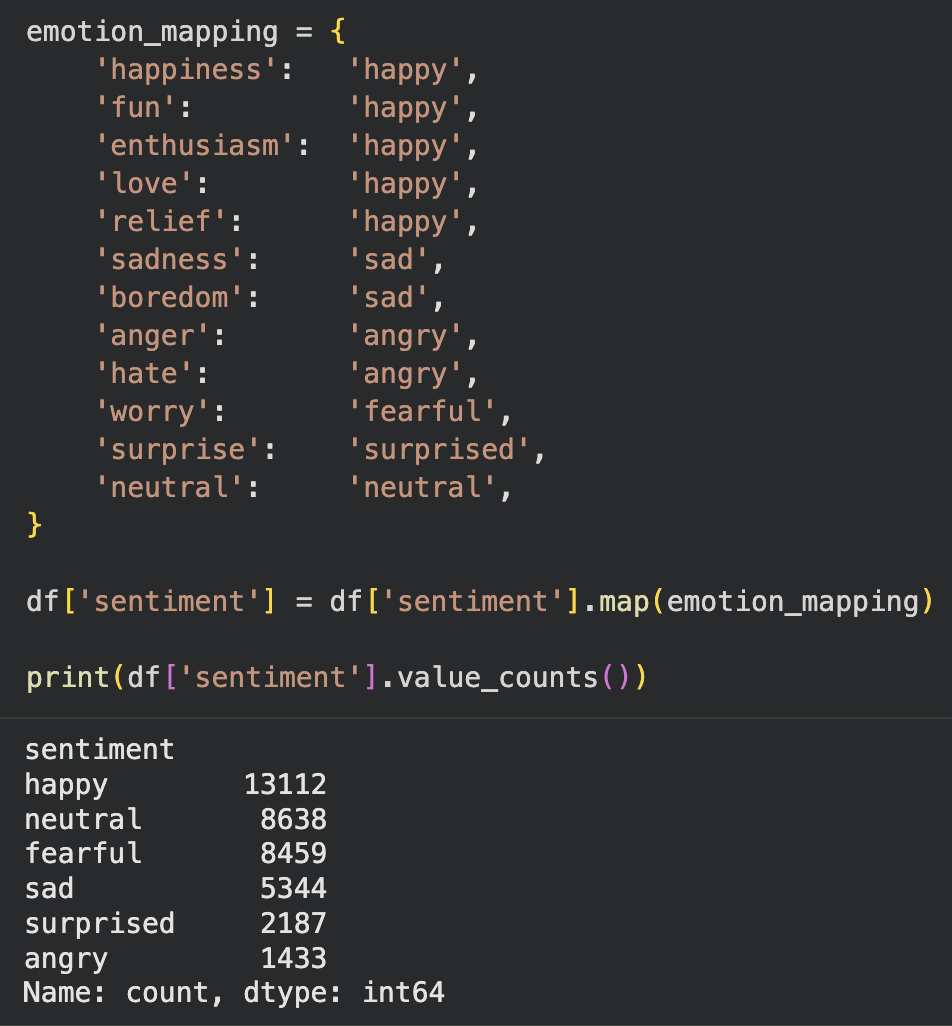 emotion_mapping = {
    'happiness':   'happy',
    'fun':         'happy',
    'enthusiasm':  'happy',
    'love':        'happy',
    'relief':      'happy',
    'sadness':     'sad',
    'boredom':     'sad',
    'anger':       'angry',
    'hate':        'angry',
    'worry':       'fearful',
    'surprise':    'surprised',
    'neutral':     'neutral',
}

df['sentiment'] = df['sentiment'].map(emotion_mapping)

print(df['sentiment'].value_counts())
sentiment
happy        13112
neutral       8638
fearful       8459
sad           5344
surprised     2187
angry         1433
Name: count, dtype: int64